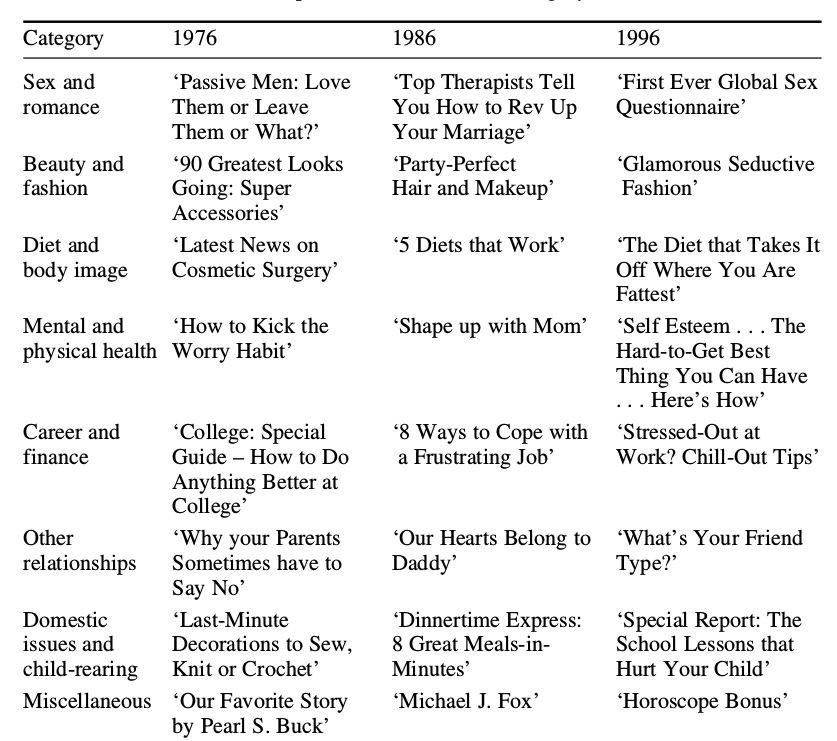 Category 1976 1986 1996
Sex and ‘Passive Men: Love ‘Top Therapists Tell ‘First Ever Global Sex
romance Them or Leave You How to Rev Up Questionnaire’
Them or What?’ Your Marriage’
Beauty and ‘90 Greatest Looks ‘Party-Perfect ‘Glamorous Seductive
fashion Going: Super Hair and Makeup’ Fashion’
Accessories’
Diet and ‘Latest News on ‘5 Diets that Work’ ‘The Diet that Takes It
body image Cosmetic Surgery’ Off Where You Are
Fattest’
Mental and ‘How to Kick the ‘Shape up with Mom’ ‘Self Esteem . . . The
physical health Worry Habit’ Hard-to-Get Best
Thing You Can Have
. . . Here’s How’
Career and ‘College: Special ‘8 Ways to Cope with ‘Stressed-Out at
finance Guide – How to Do a Frustrating Job’ Work? Chill-Out Tips’
Anything Better at
College’
Other ‘Why your Parents ‘Our Hearts Belong to ‘What’s Your Friend
relationships Sometimes have to Daddy’ Type?’
Say No’
Domestic ‘Last-Minute ‘Dinnertime Express: ‘Special Report: The
issues and Decorations to Sew, 8 Great Meals-in- School Lessons that
child-rearing Knit or Crochet’ Minutes’ Hurt Your Child’
Miscellaneous ‘Our Favorite Story ‘Michael J. Fox’ ‘Horoscope Bonus’
by Pearl S. Buck’